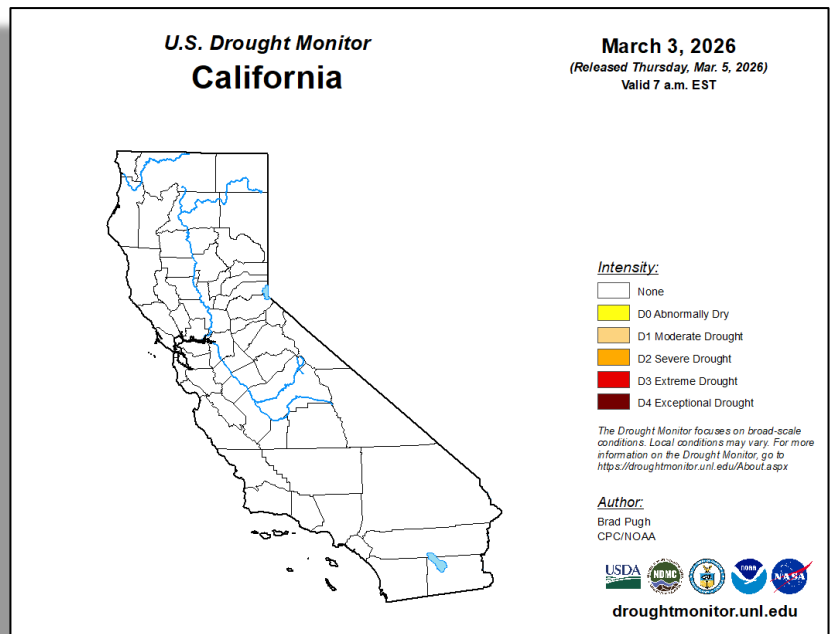 U.S. Drought Monitor
California
March 3, 2026
(Released Thursday, Mar. 5, 2026)
Valid 7 a.m. EST
Intensity:
None
D0 Abnormally Dry
D1 Moderate Drought
D2 Severe Drought
D3 Extreme Drought
D4 Exceptional Drought
The Drought Monitor focuses on broad-scale
conditions. Local conditions may vary. For more
information on the Drought Monitor, go to
https://droughtmonitor.unl.edu/About.aspx
Author:
Brad Pugh
CPC/NOAA
USDA
NDMC
NOAA
NASA
droughtmonitor.unl.edu